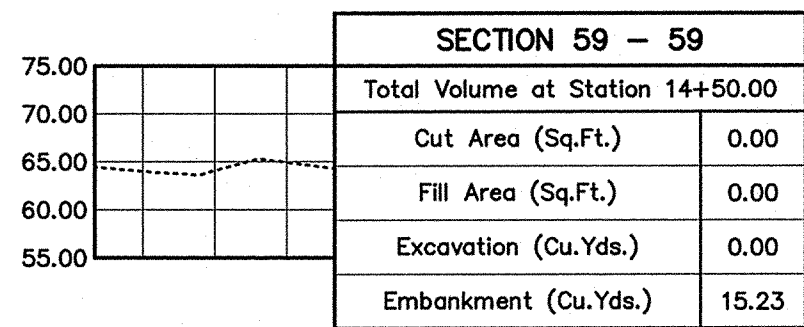 SECTION 59 – 59
Total Volume at Station 14+50.00
Cut Area (Sq.Ft.) 0.00
Fill Area (Sq.Ft.) 0.00
Excavation (Cu.Yds.) 0.00
Embankment (Cu.Yds.) 15.23
75.00
70.00
65.00
60.00
55.00